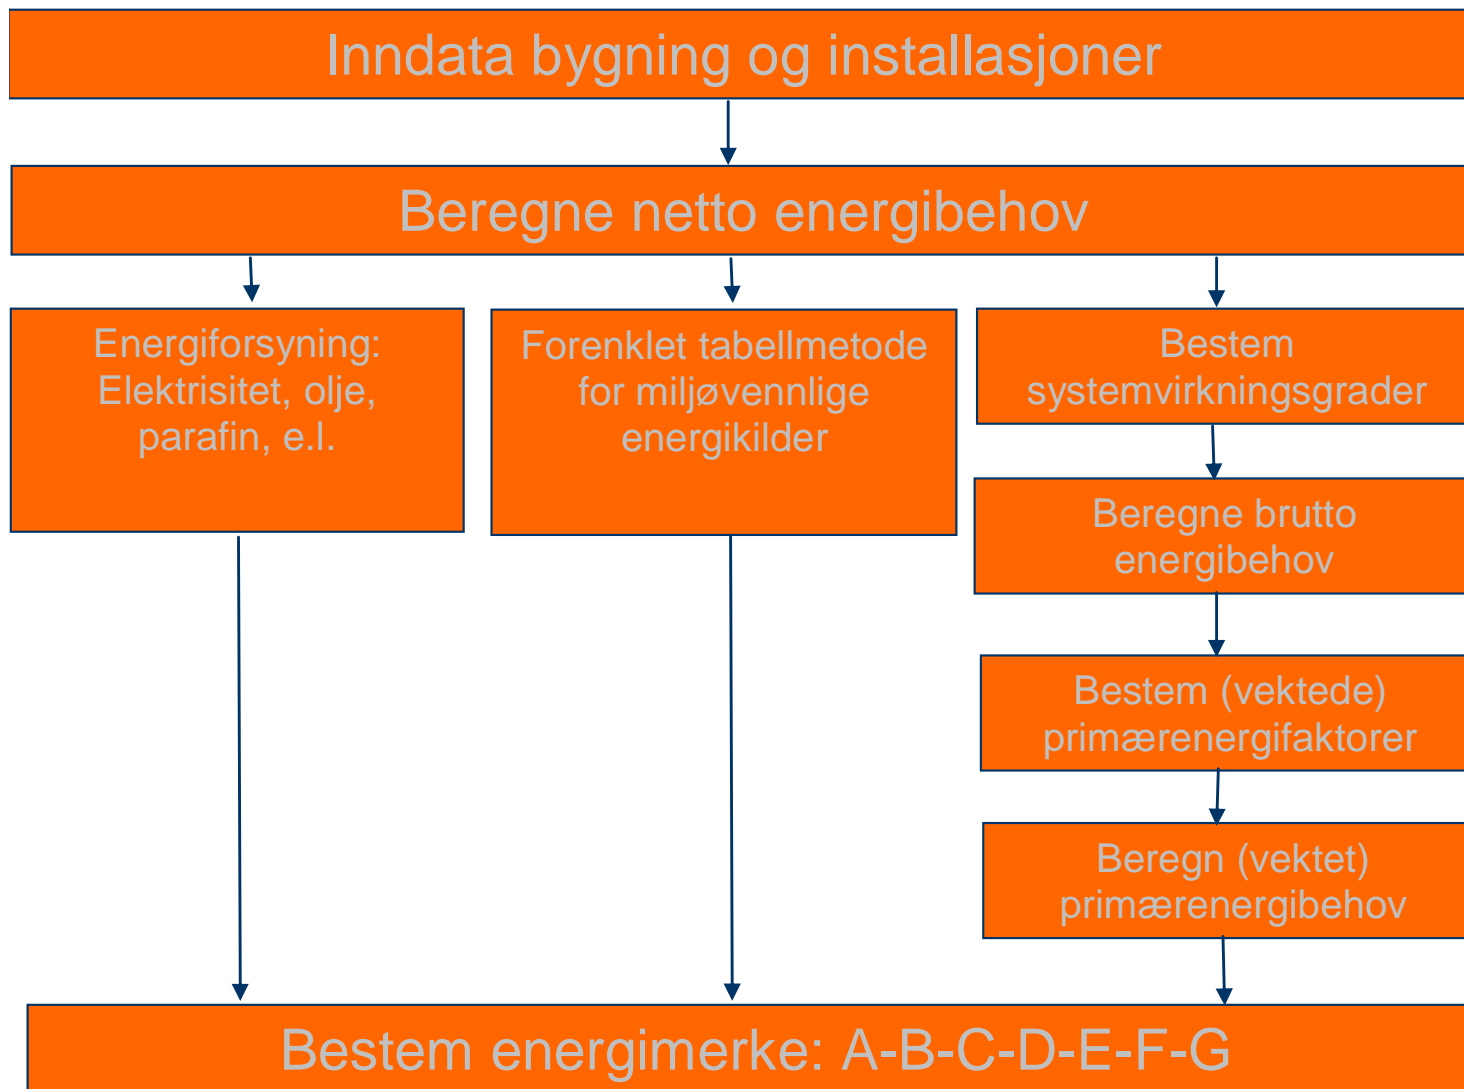 Inndata bygning og installasjoner
Beregne netto energibehov
Energiforsyning:
Elektrisitet, olje,
parafin, e.l.
Forenklet tabellmetode
for miljøvennlige
energikilder
Bestem
systemvirkningsgrader
Beregne brutto
energibehov
Bestem (vektede)
primærenergifaktorer
Beregn (vektet)
primærenergibehov
Bestem energimerke: A-B-C-D-E-F-G